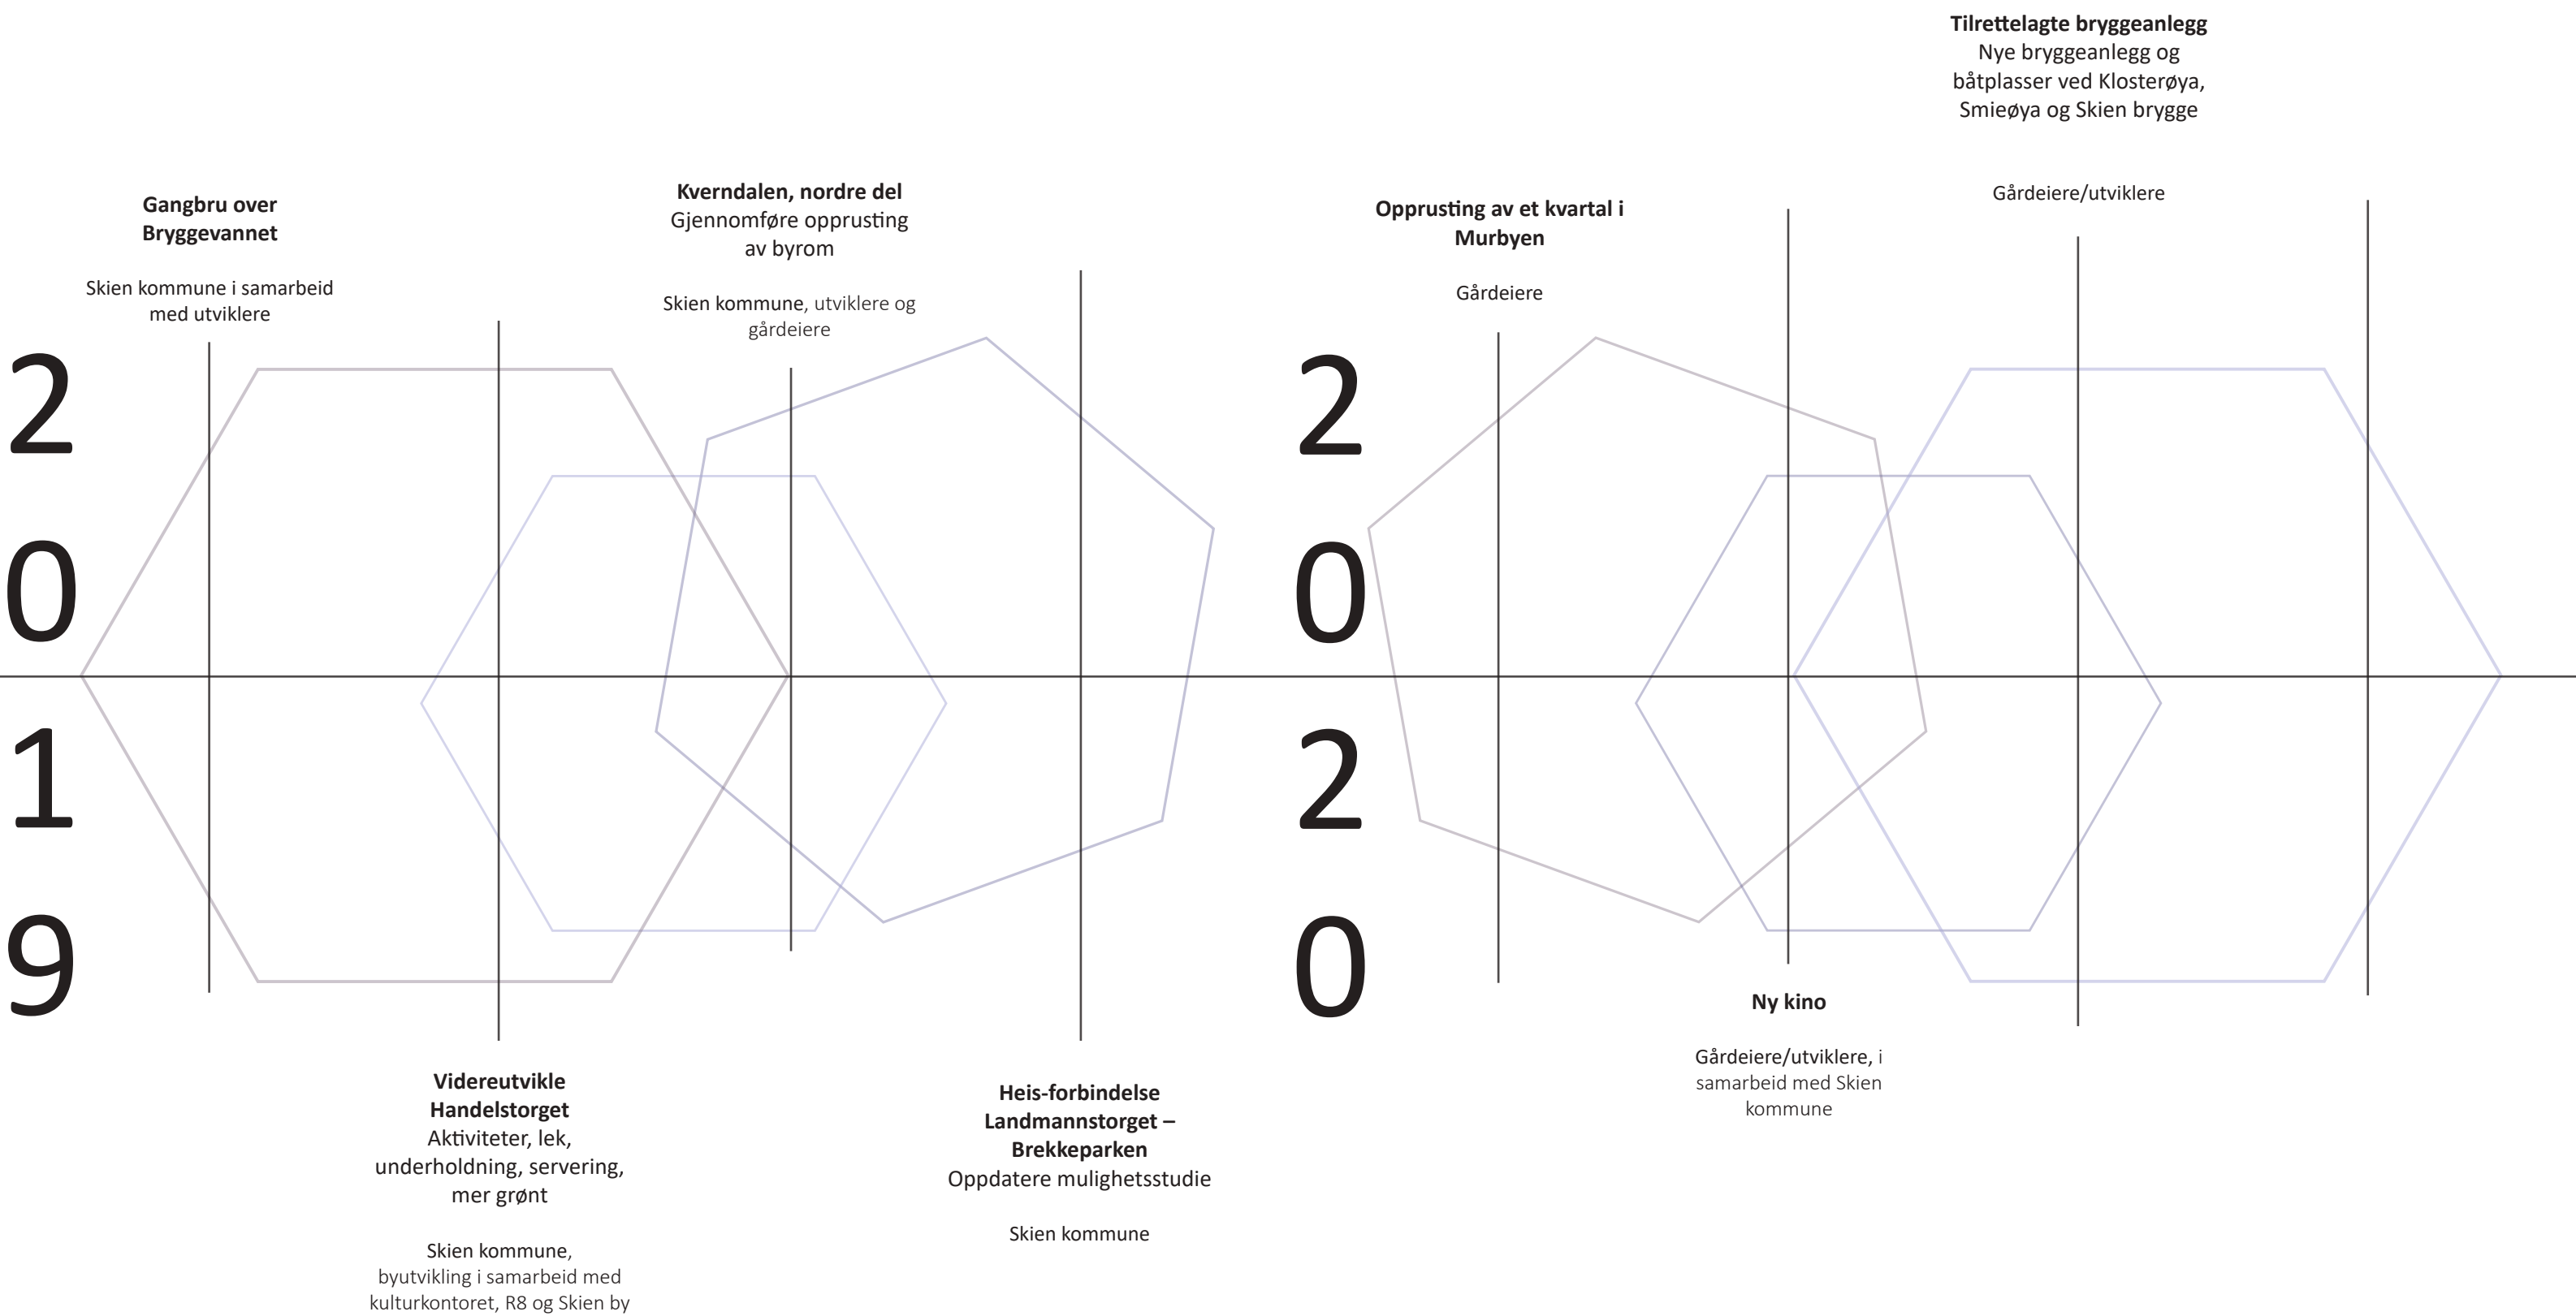 2
0
1
9
Gangbru over
Bryggevannet
Skien kommune i samarbeid
med utviklere
Videreutvikle
Handelstorget
Aktiviteter, lek,
underholdning, servering,
mer grønt
Skien kommune,
byutvikling i samarbeid med
kulturkontoret, R8 og Skien by
Kverndalen, nordre del
Gjennomføre opprusting
av byrom
Skien kommune, utviklere og
gårdeiere
Heis-forbindelse
Landmannstorget –
Brekkeparken
Oppdatere mulighetsstudie
Skien kommune
2
0
2
0
Opprusting av et kvartal i
Murbyen
Gårdeiere
Ny kino
Gårdeiere/utviklere, i
samarbeid med Skien
kommune
Tilrettelagte bryggeanlegg
Nye bryggeanlegg og
båtplasser ved Klosterøya,
Smieøya og Skien brygge
Gårdeiere/utviklere